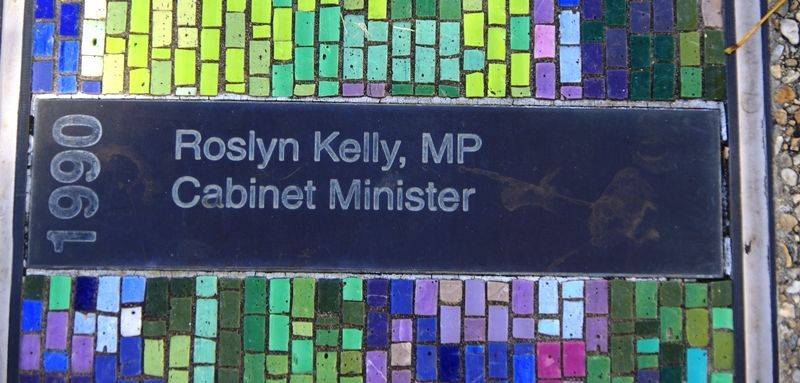 1990
Roslyn Kelly, MP
Cabinet Minister